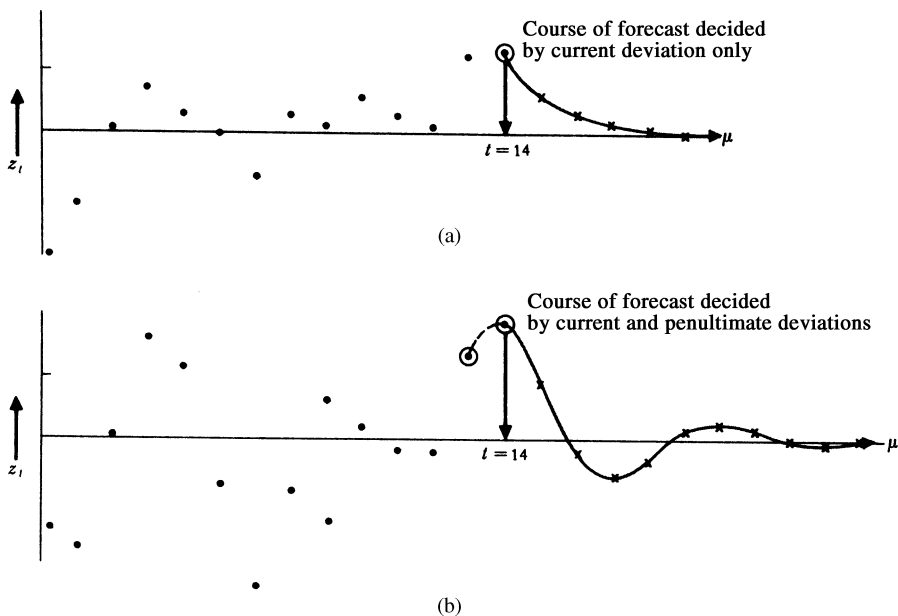 Course of forecast decided
by current deviation only
z_t
t = 14
μ
(a)
Course of forecast decided
by current and penultimate deviations
z_t
t = 14
μ
(b)